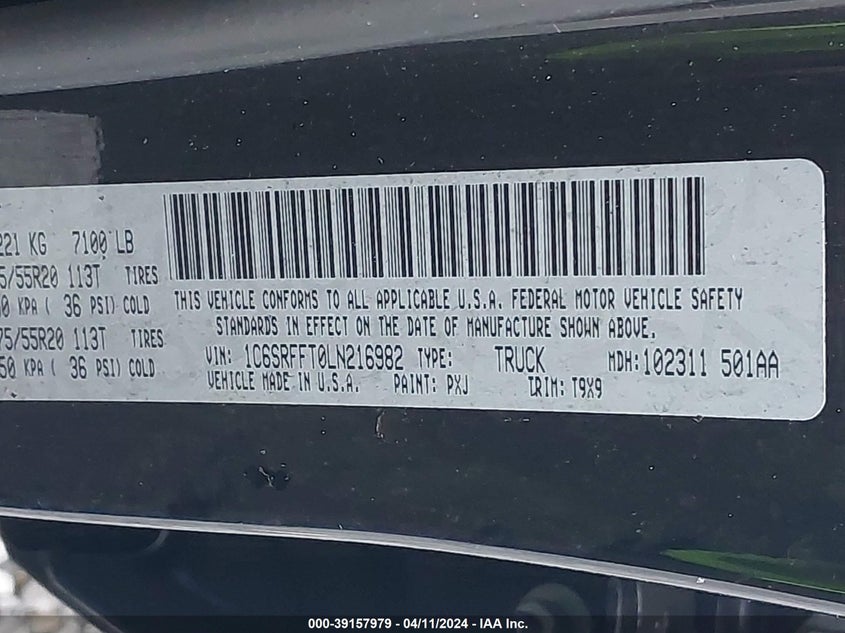 221 KG 7100 LB
5/55R20 113T TIRES
0 KPA ( 36 PSI) COLD
75/55R20 113T TIRES
50 KPA ( 36 PSI) COLD
THIS VEHICLE CONFORMS TO ALL APPLICABLE U.S.A. FEDERAL MOTOR VEHICLE SAFETY
STANDARDS IN EFFECT ON THE DATE OF MANUFACTURE SHOWN ABOVE.
VIN: 1C6SRFFT0LN216982 TYPE: TRUCK MDH:102311 501AA
VEHICLE MADE IN U.S.A. PAINT: PXJ TRIM: T9X9
000-39157979 - 04/11/2024 - IAA Inc.